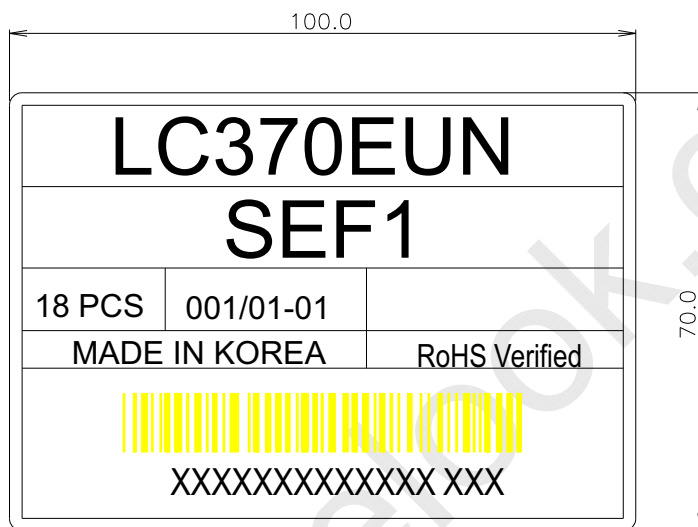 100.0
LC370EUN
SEF1
70.0
18 PCS 001/01-01
MADE IN KOREA RoHS Verified
XXXXXXXXXXXXX XXX